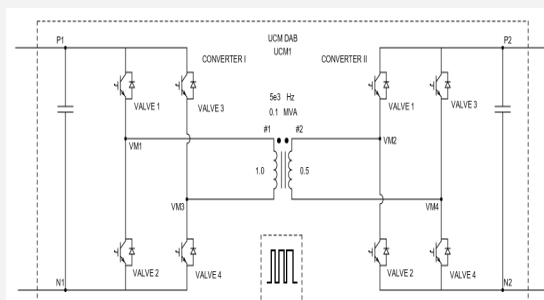 P1
UCM DAB
UCM1
P2
CONVERTER I
CONVERTER II
VALVE 1
VALVE 3
5e3 Hz
0.1 MVA
VALVE 1
VALVE 3
#1
#2
VM1
VM2
1.0
0.5
VM3
VM4
VALVE 2
VALVE 4
VALVE 2
VALVE 4
N1
N2